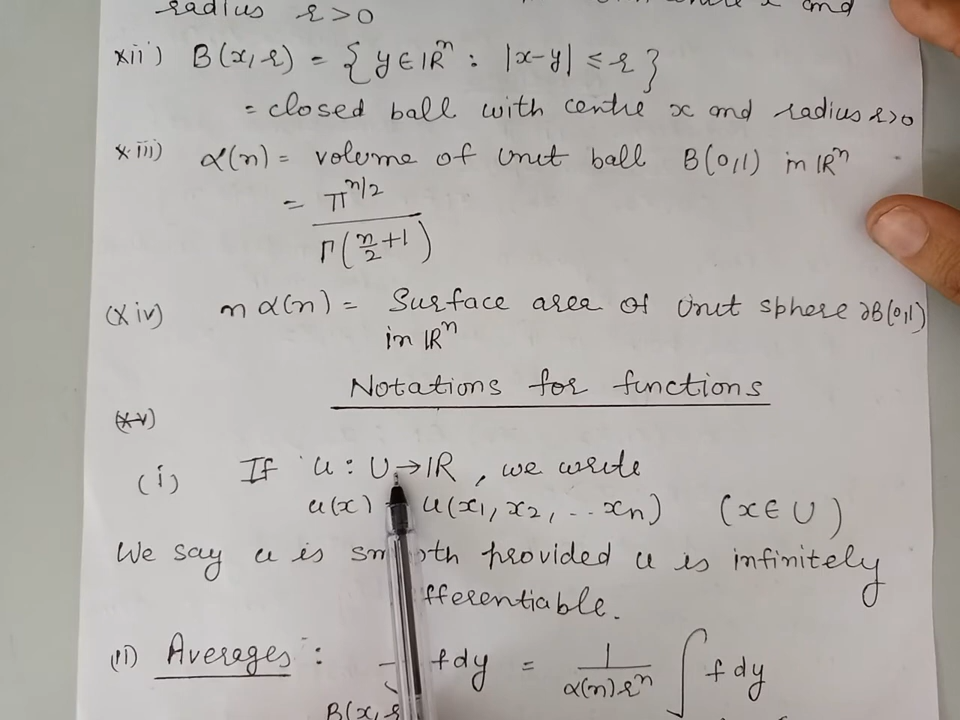 radius r>0
xii) B(x,r) = {y∈ℝⁿ : |x-y| ≤ r}
= closed ball with centre x and radius r>0
xiii) α(n) = volume of unit ball B(0,1) in ℝⁿ
= π^{n/2} / Γ(n/2+1)
(xiv) nα(n) = Surface area of unit sphere ∂B(0,1)
in ℝⁿ
Notations for functions
(xv)
(i) If u : U→ℝ, we write
u(x) u(x₁, x₂, ..xₙ) (x∈U)
We say u is smooth provided u is infinitely
fferentiable.
(ii) Averages : fdy = 1/α(n)rⁿ ∫ f dy
B(x,r